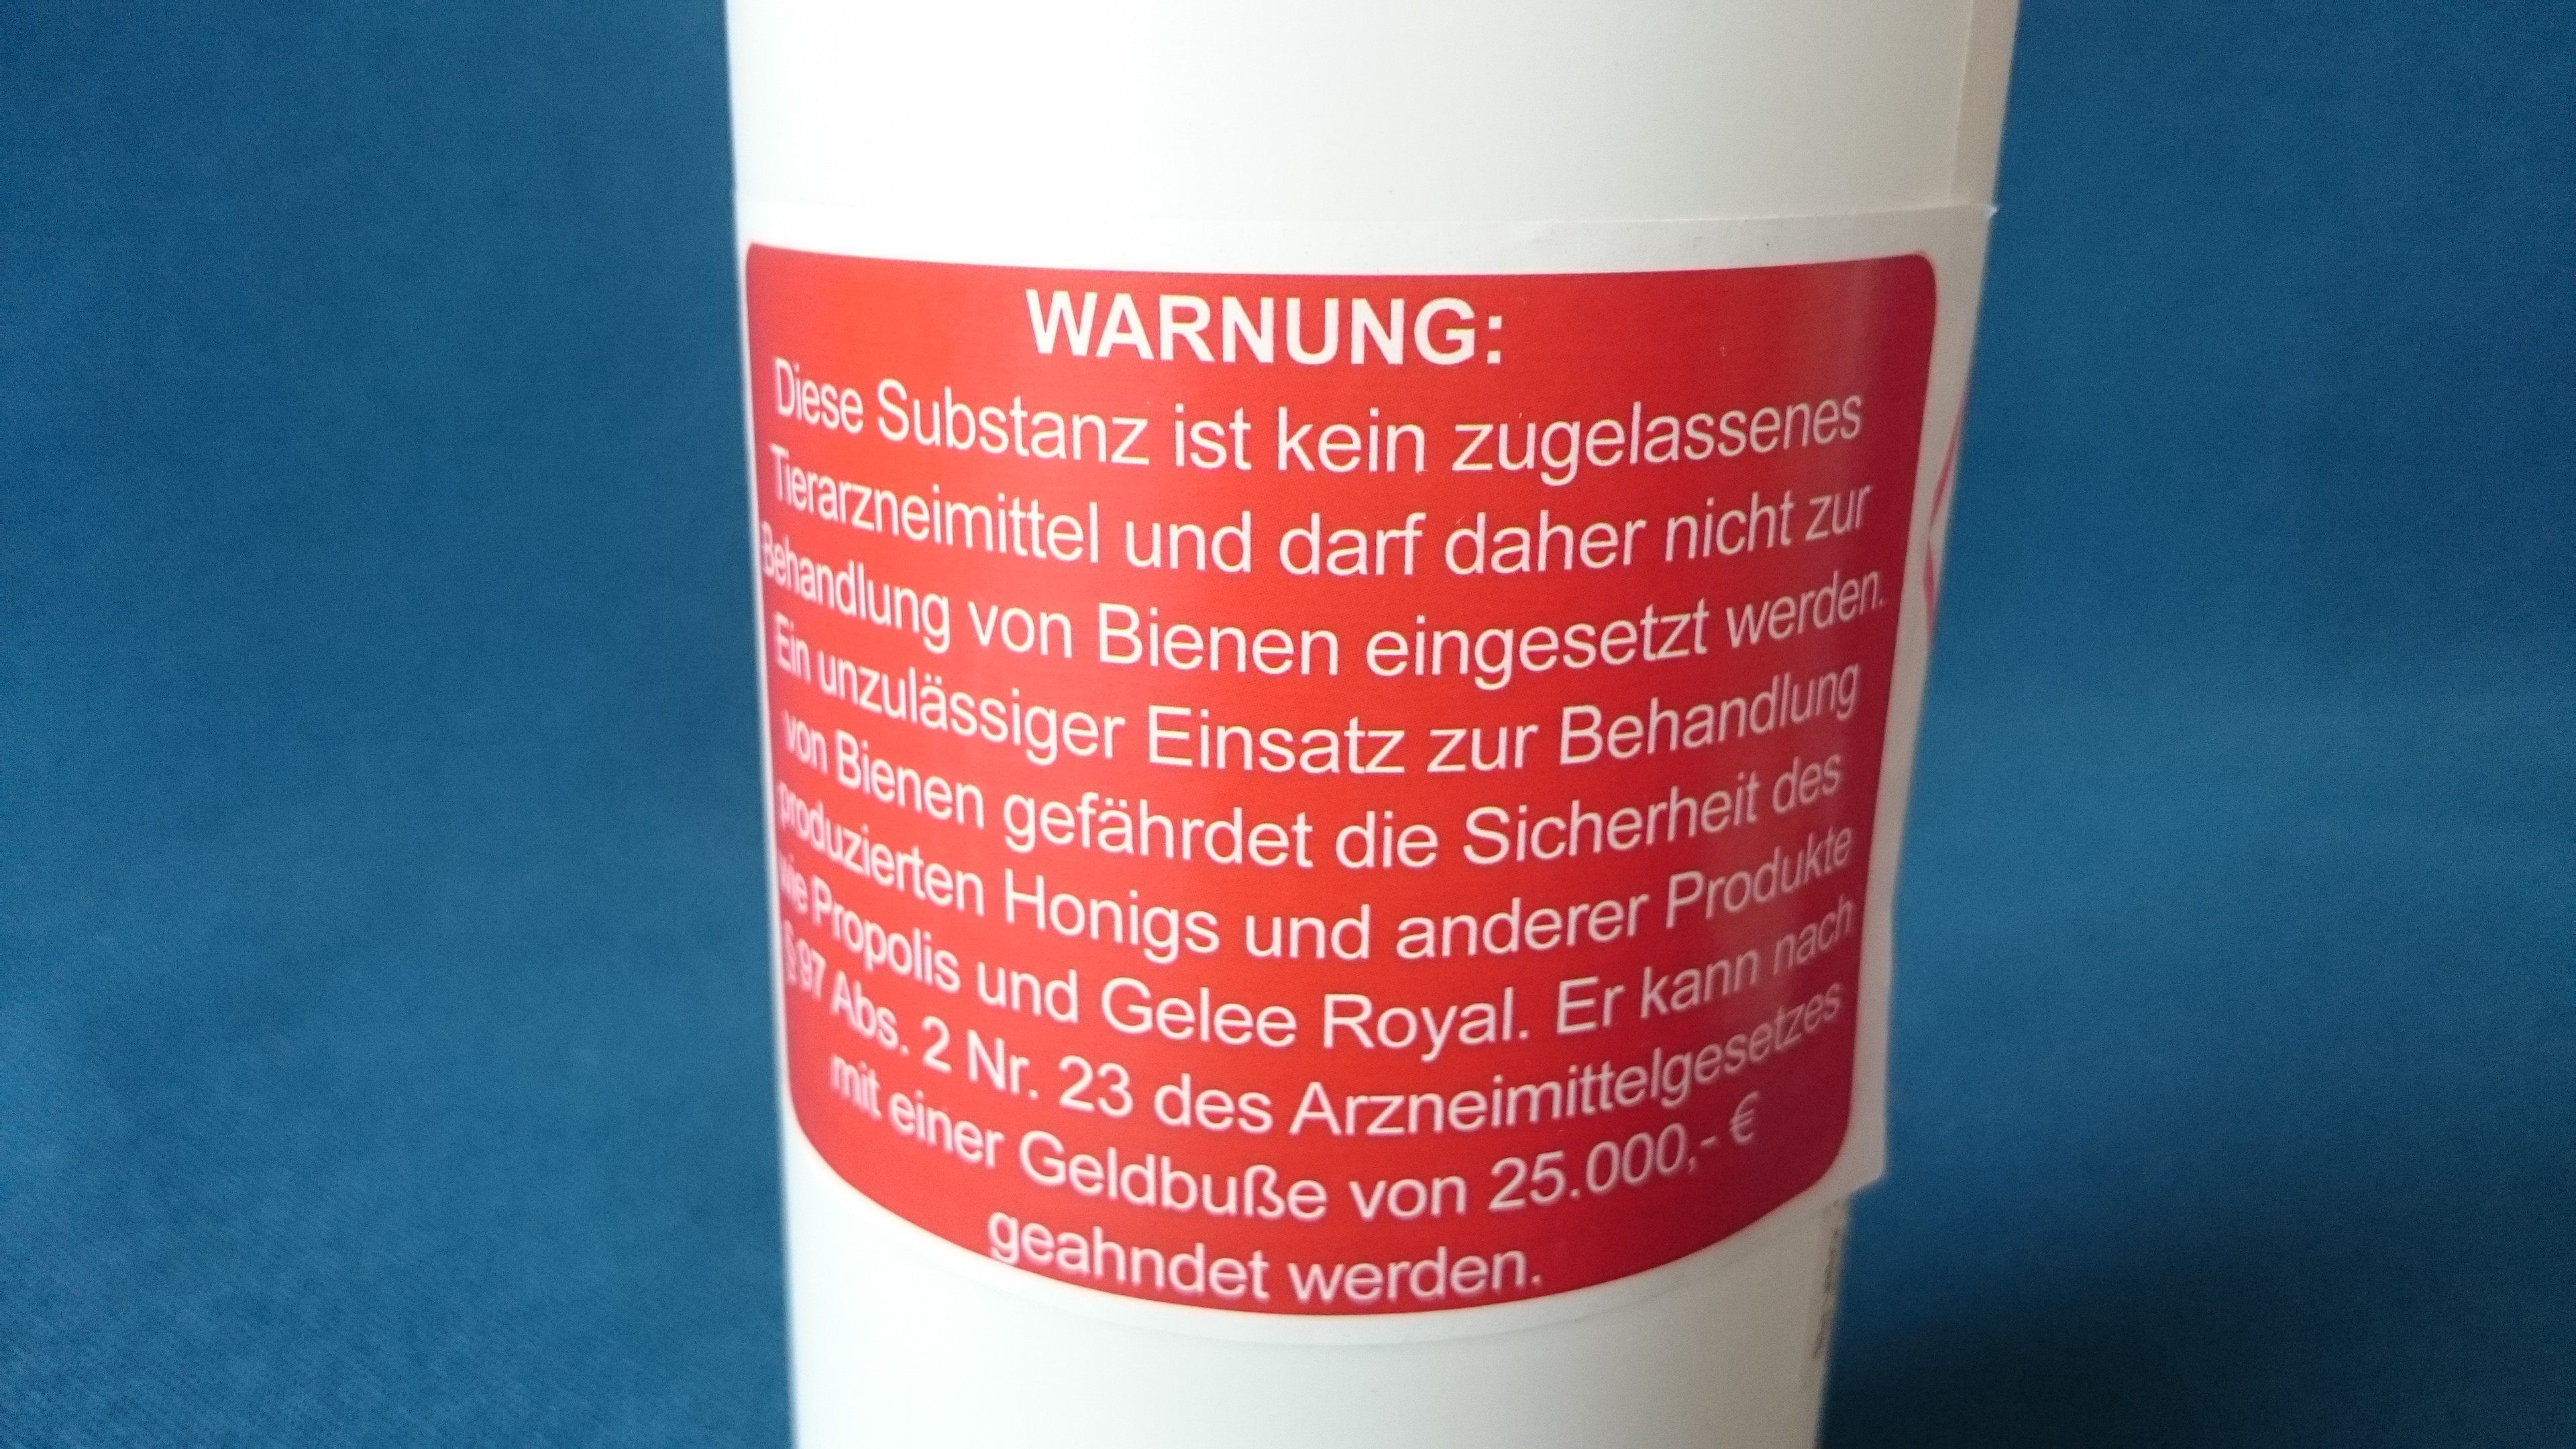 WARNUNG:
Diese Substanz ist kein zugelassenes
Tierarzneimittel und darf daher nicht zur
Behandlung von Bienen eingesetzt werden.
Ein unzulässiger Einsatz zur Behandlung
von Bienen gefährdet die Sicherheit des
produzierten Honigs und anderer Produkte
wie Propolis und Gelee Royal. Er kann nach
§ 97 Abs. 2 Nr. 23 des Arzneimittelgesetzes
mit einer Geldbuße von 25.000,- €
geahndet werden.